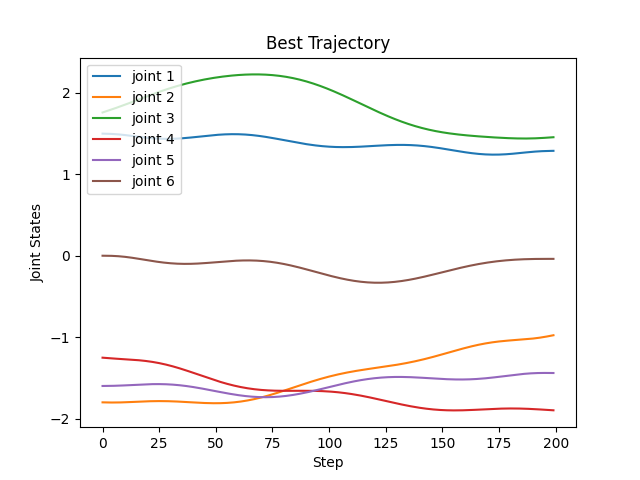 Best Trajectory
joint 1
joint 2
joint 3
joint 4
joint 5
joint 6
2
1
0
−1
−2
Joint States
0 25 50 75 100 125 150 175 200
Step